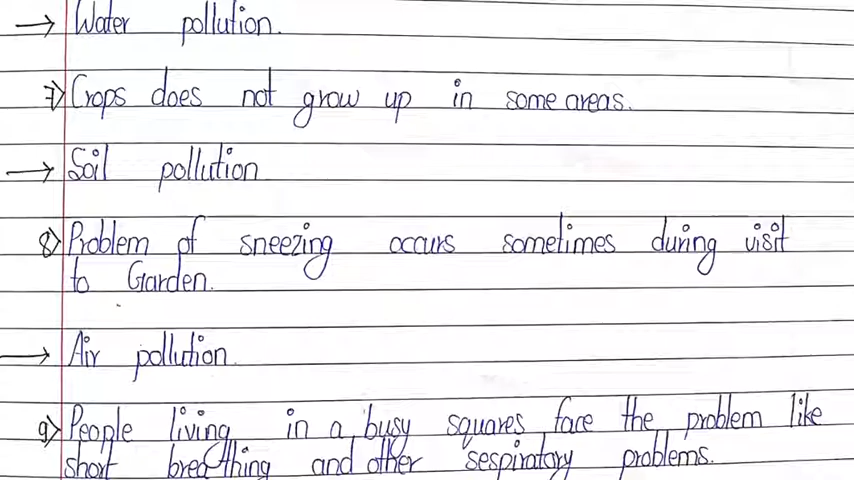 → Water pollution.
7) Crops does not grow up in some areas.
→ Soil pollution
8) Problem of sneezing occurs sometimes during visit
to Garden.
→ Air pollution.
9) People living in a busy squares face the problem like
short breathing and other sespiratory problems.